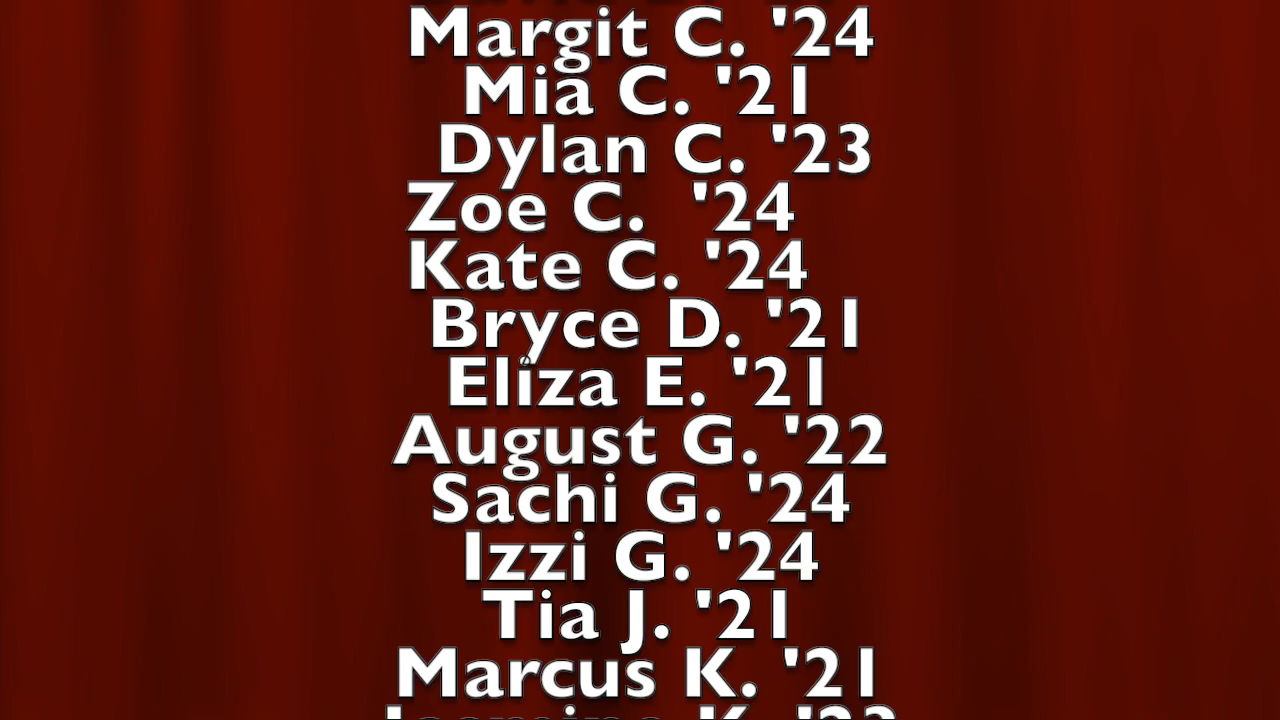 Margit C. '24
Mia C. '21
Dylan C. '23
Zoe C.  '24
Kate C. '24
Bryce D. '21
Eliza E. '21
August G. '22
Sachi G. '24
Izzi G. '24
Tia J. '21
Marcus K. '21